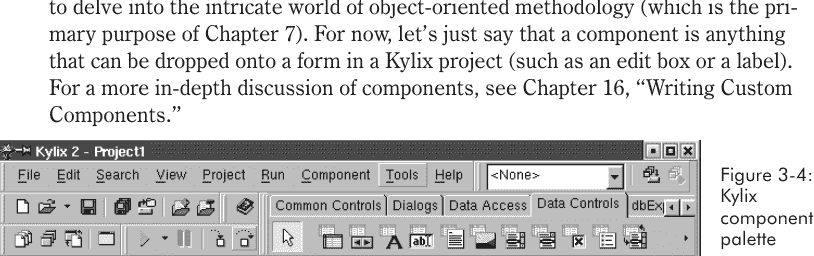 to delve into the intricate world of object-oriented methodology (which is the pri-
mary purpose of Chapter 7). For now, let’s just say that a component is anything
that can be dropped onto a form in a Kylix project (such as an edit box or a label).
For a more in-depth discussion of components, see Chapter 16, “Writing Custom
Components.”
Kylix 2 - Project1
File Edit Search View Project Run Component Tools Help <None>
Common Controls Dialogs Data Access Data Controls dbEx
A ab
Figure 3-4:
Kylix
component
palette